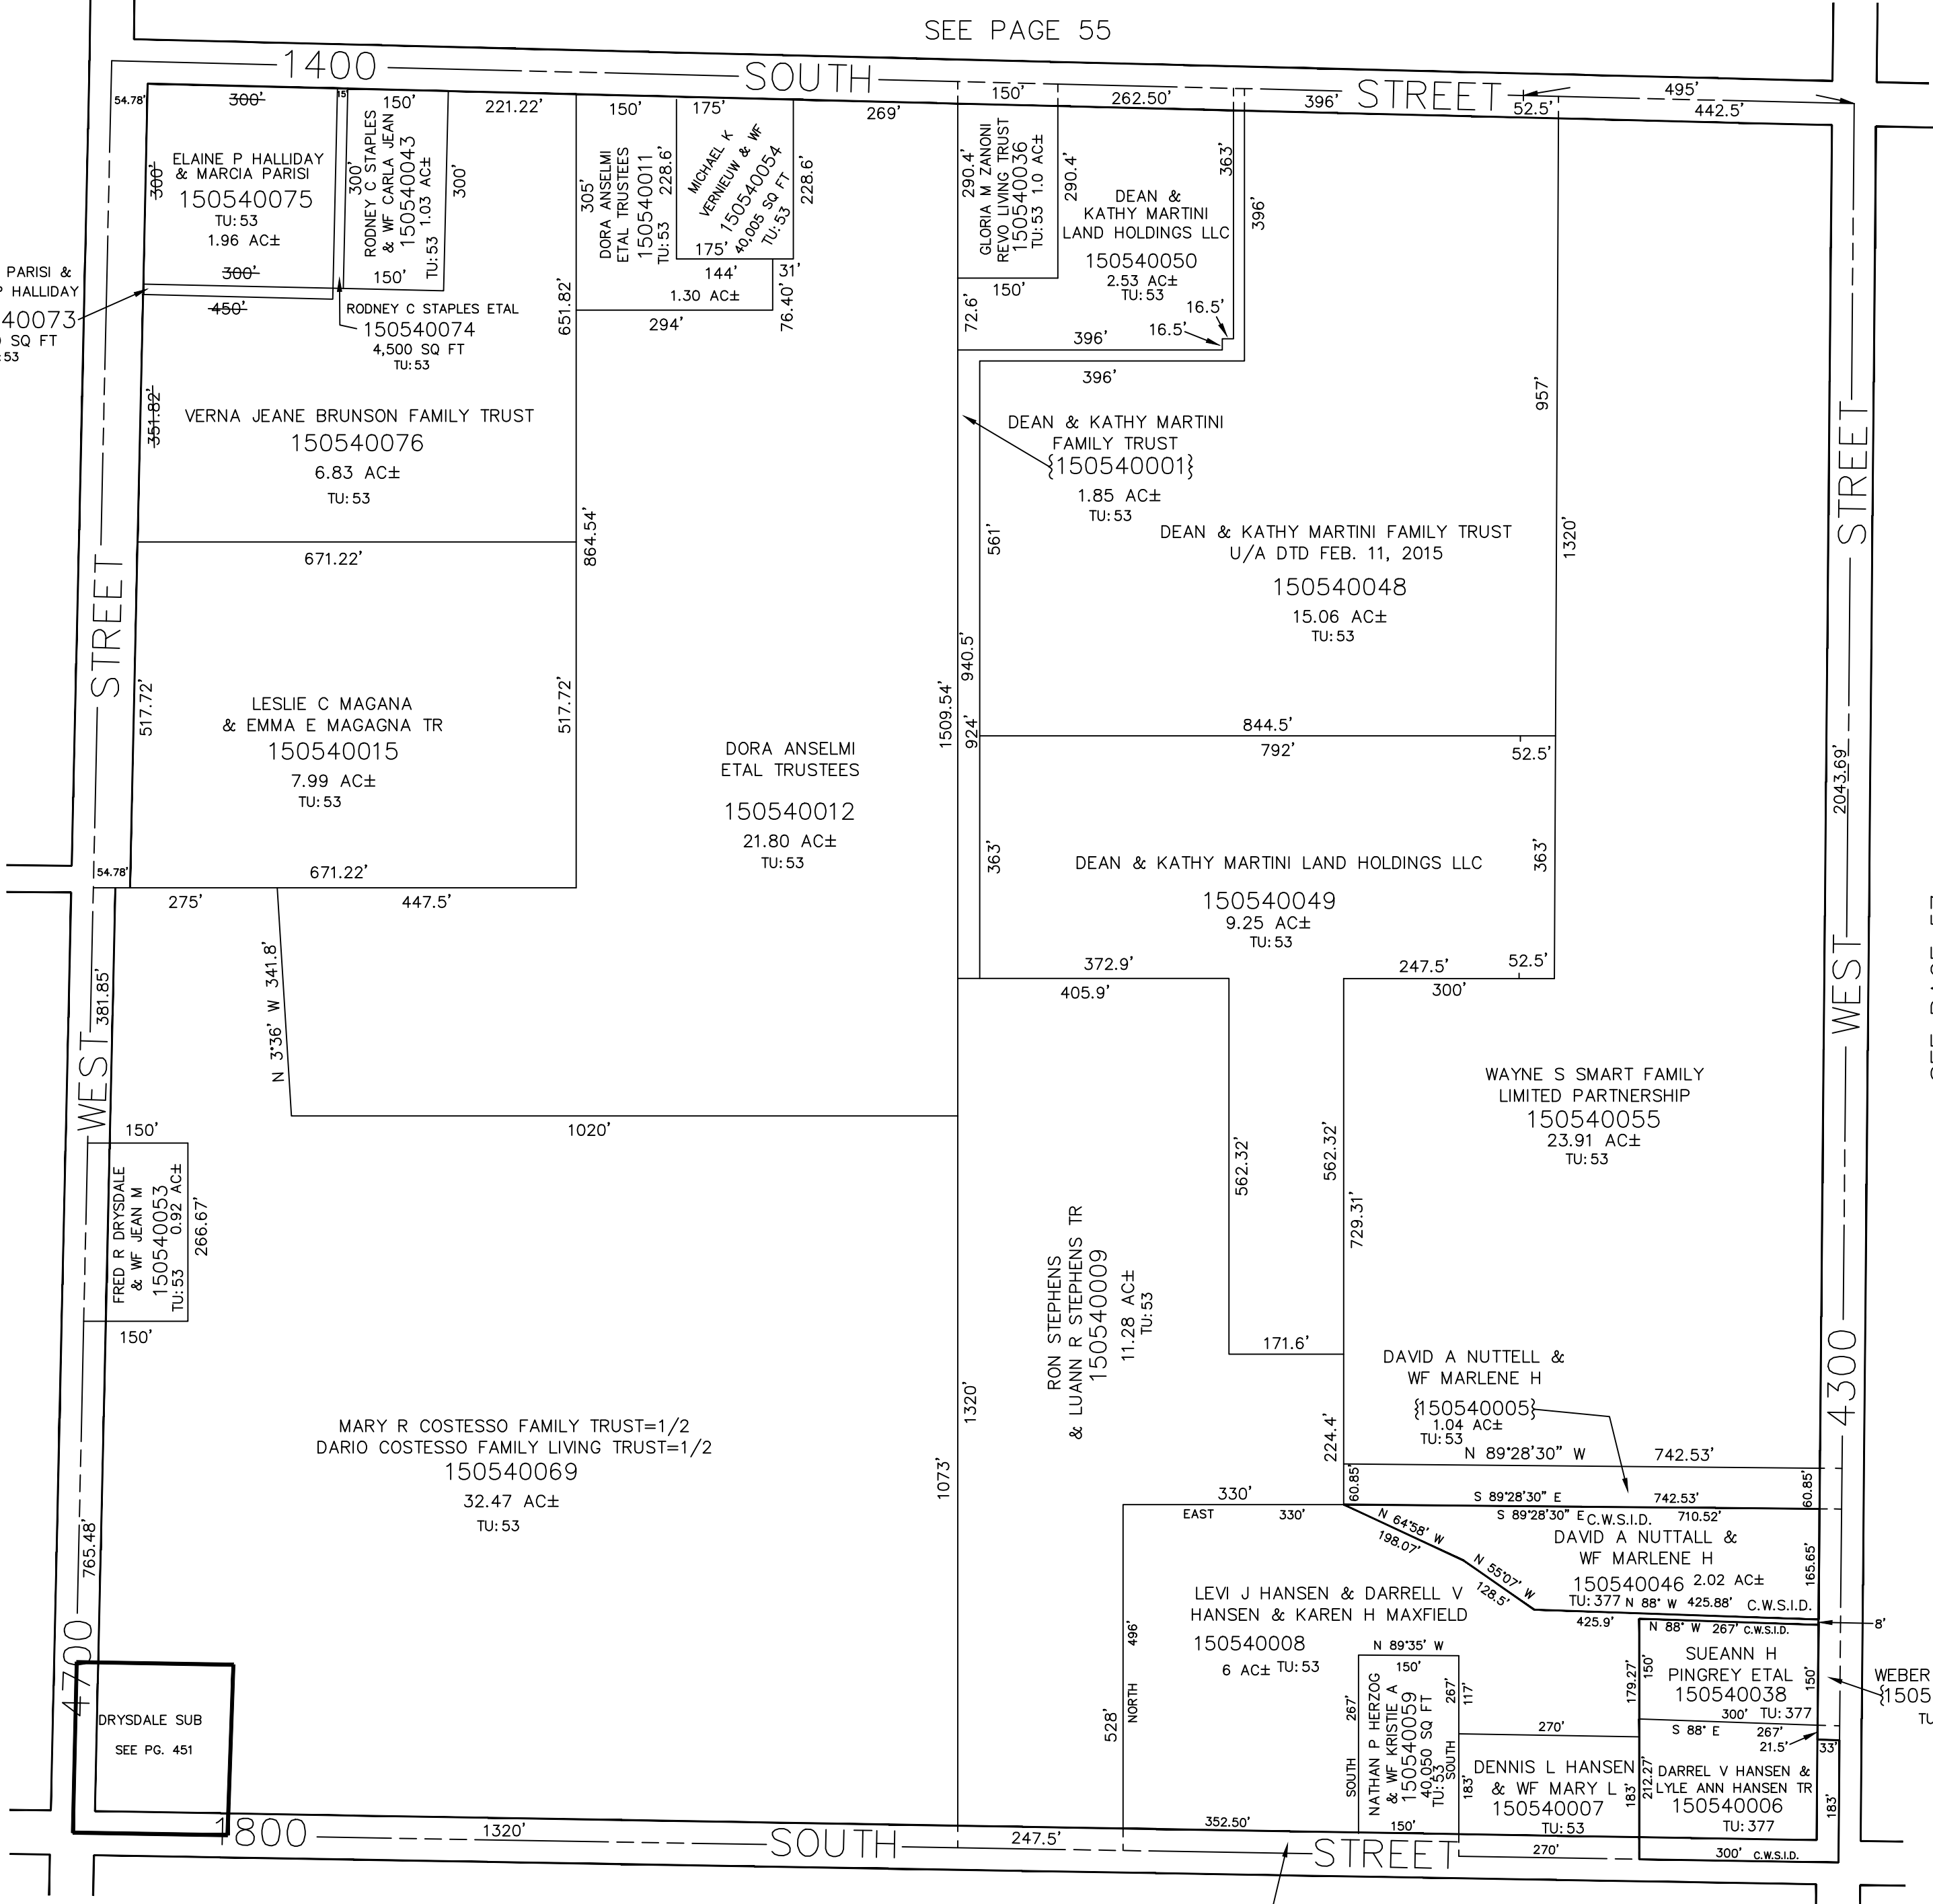 SEE PAGE 55
1400 SOUTH STREET
54.78'
300'
15'
150'
221.22'
150'
175'
269'
150'
262.50'
396'
52.5'
495'
442.5'
300'
ELAINE P HALLIDAY
& MARCIA PARISI
150540075
TU: 53
1.96 AC±
300'
450'
300'
RODNEY C STAPLES
& WF CARLA JEAN
150540043
1.03 AC±
TU: 53
300'
150'
PARISI &
P HALLIDAY
40073
SQ FT
:53
RODNEY C STAPLES ETAL
150540074
4,500 SQ FT
TU: 53
305'
DORA ANSELMI
ETAL TRUSTEES
150540011
TU: 53
228.6'
MICHAEL K
VERNIEUW & WF
150540054
40,005 SQ FT
TU: 53
228.6'
175'
144'
31'
1.30 AC±
76.40'
294'
651.82'
290.4'
GLORIA M ZANONI
REVO LIVING TRUST
150540036
TU: 53 1.0 AC±
290.4'
150'
72.6'
363'
396'
DEAN &
KATHY MARTINI
LAND HOLDINGS LLC
150540050
2.53 AC±
TU: 53
16.5'
16.5'
396'
396'
351.82'
VERNA JEANE BRUNSON FAMILY TRUST
150540076
6.83 AC±
TU: 53
671.22'
864.54'
DEAN & KATHY MARTINI
FAMILY TRUST
{150540001}
1.85 AC±
TU: 53
957'
1320'
561'
DEAN & KATHY MARTINI FAMILY TRUST
U/A DTD FEB. 11, 2015
150540048
15.06 AC±
TU: 53
940.5'
1509.54'
924'
844.5'
792'
52.5'
517.72'
LESLIE C MAGANA
& EMMA E MAGAGNA TR
150540015
7.99 AC±
TU: 53
517.72'
DORA ANSELMI
ETAL TRUSTEES
150540012
21.80 AC±
TU: 53
2043.69'
54.78'
671.22'
275'
447.5'
363'
DEAN & KATHY MARTINI LAND HOLDINGS LLC
150540049
9.25 AC±
TU: 53
363'
372.9'
405.9'
247.5'
52.5'
300'
381.85'
N 3°36' W 341.8'
1020'
WAYNE S SMART FAMILY
LIMITED PARTNERSHIP
150540055
23.91 AC±
TU: 53
562.32'
562.32'
729.31'
150'
FRED R DRYSDALE
& WF JEAN M
150540053
TU: 53 0.92 AC±
266.67'
150'
RON STEPHENS
& LUANN R STEPHENS TR
150540009
11.28 AC±
TU: 53
171.6'
224.4'
1320'
1073'
MARY R COSTESSO FAMILY TRUST=1/2
DARIO COSTESSO FAMILY LIVING TRUST=1/2
150540069
32.47 AC±
TU: 53
765.48'
DAVID A NUTTELL &
WF MARLENE H
{150540005}
1.04 AC±
TU: 53
N 89°28'30" W 742.53'
60.85'
60.85'
S 89°28'30" E 742.53'
S 89°28'30" E C.W.S.I.D. 710.52'
330'
EAST 330'
N 64°58' W
198.07'
N 55°07' W
128.5'
DAVID A NUTTALL &
WF MARLENE H
150540046 2.02 AC±
TU: 377 N 88° W 425.88' C.W.S.I.D.
165.65'
425.9'
N 88° W 267' C.W.S.I.D.
8'
LEVI J HANSEN & DARRELL V
HANSEN & KAREN H MAXFIELD
150540008
6 AC± TU: 53
496'
NORTH
528'
N 89°35' W
150'
267'
SOUTH
NATHAN P HERZOG
& WF KRISTIE A
150540059
40,050 SQ FT
TU: 53
267'
SOUTH
117'
183'
150'
270'
DENNIS L HANSEN
& WF MARY L
150540007
TU: 53
183'
179.27'
150'
SUEANN H
PINGREY ETAL
150540038
300' TU: 377
150'
WEBER
{1505
TU
S 88° E 267'
21.5'
33'
212.27'
DARREL V HANSEN &
LYLE ANN HANSEN TR
150540006
TU: 377
183'
DRYSDALE SUB
SEE PG. 451
1800 SOUTH STREET
1320'
247.5'
352.50'
270'
300' C.W.S.I.D.
4700 WEST STREET
4300 WEST STREET